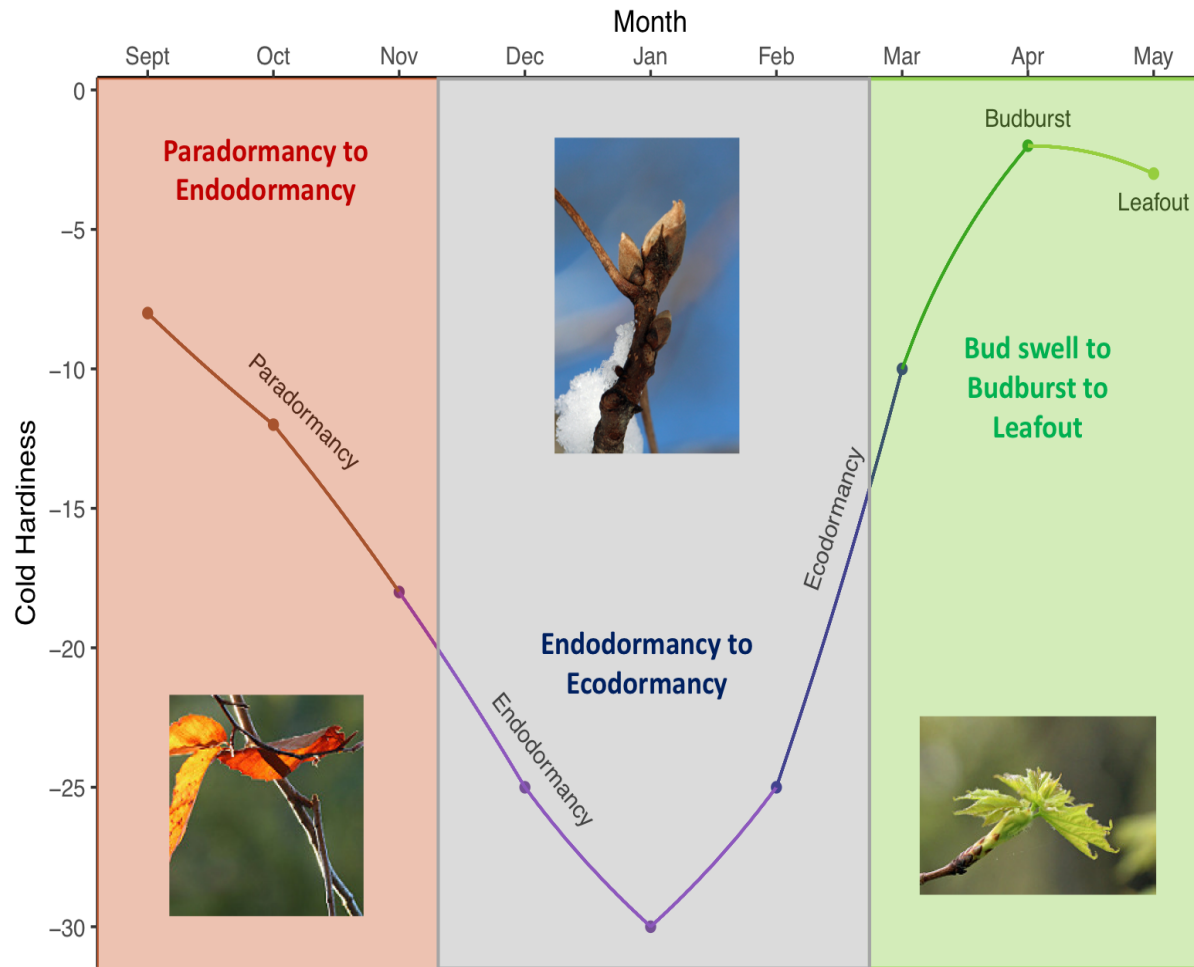 Month
Sept Oct Nov Dec Jan Feb Mar Apr May
Cold Hardiness
0
−5
−10
−15
−20
−25
−30
Paradormancy to
Endodormancy
Paradormancy
Endodormancy to
Ecodormancy
Endodormancy
Ecodormancy
Budburst
Leafout
Bud swell to
Budburst to
Leafout